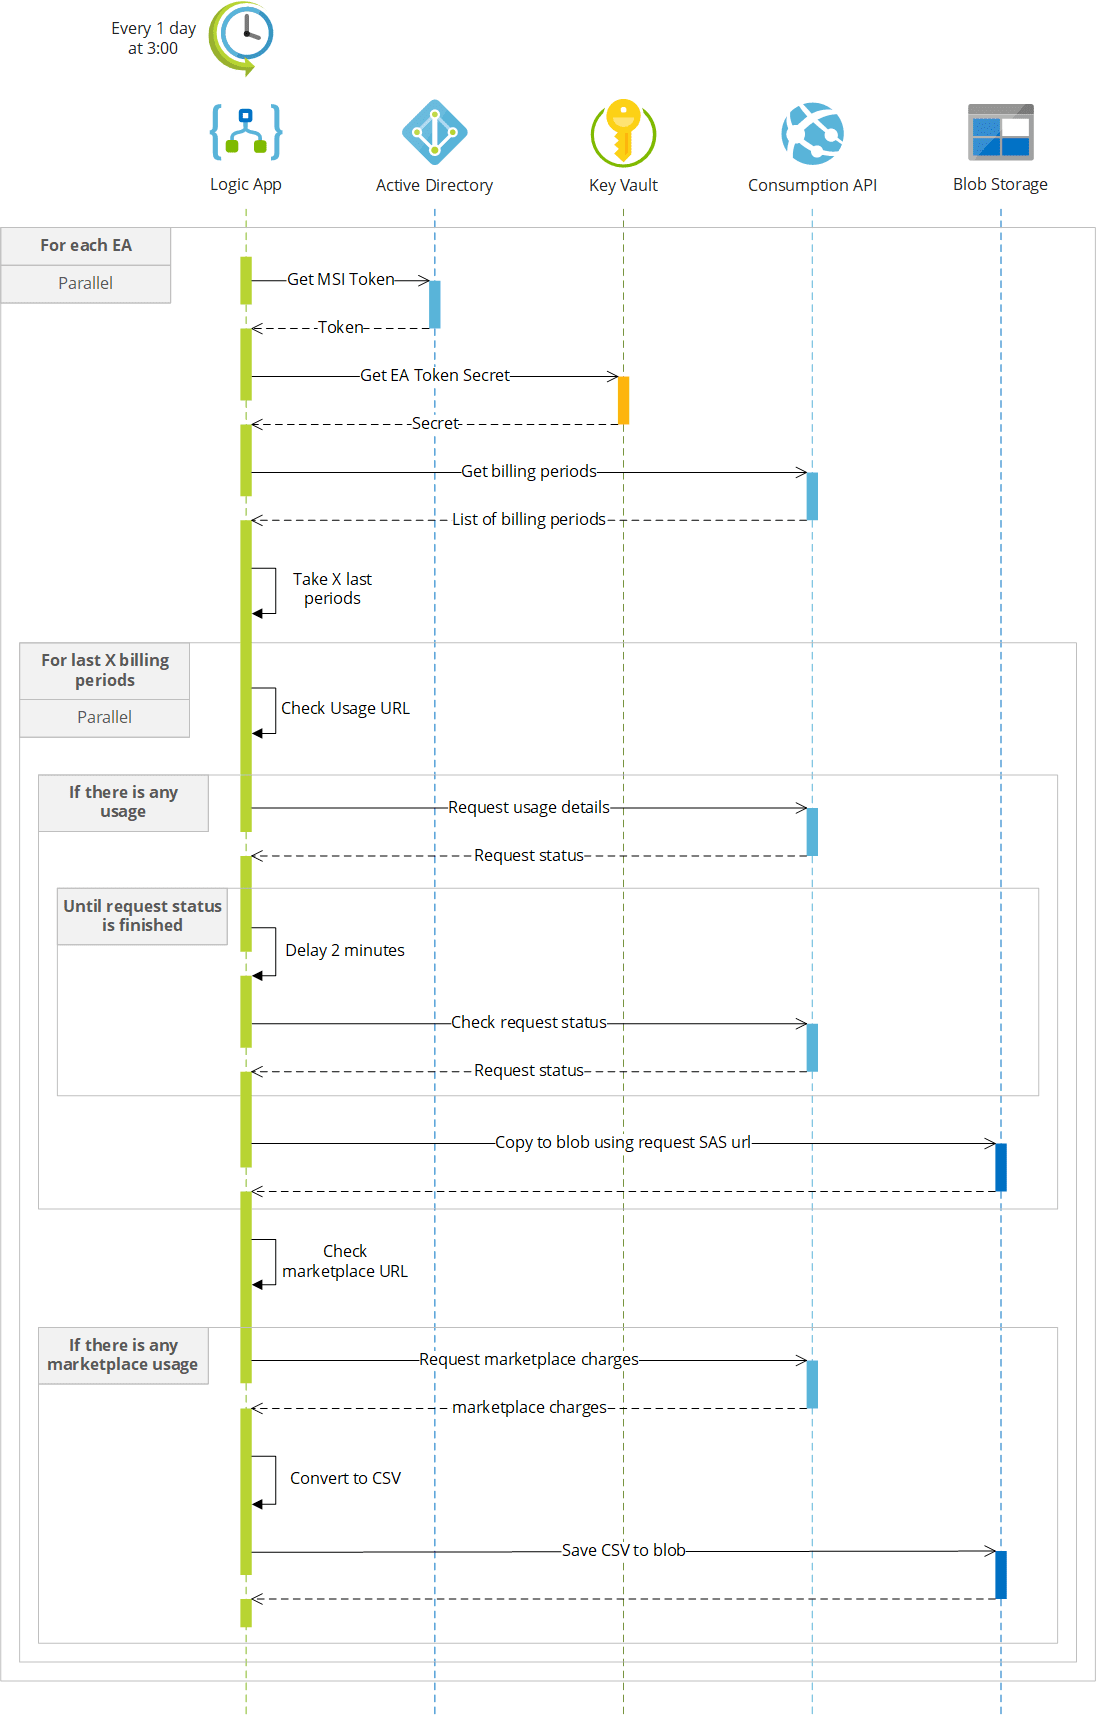 Every 1 day
at 3:00
Logic App
Active Directory
Key Vault
Consumption API
Blob Storage
For each EA
Parallel
Get MSI Token
Token
Get EA Token Secret
Secret
Get billing periods
List of billing periods
Take X last
periods
For last X billing
periods
Parallel
Check Usage URL
If there is any
usage
Request usage details
Request status
Until request status
is finished
Delay 2 minutes
Check request status
Request status
Copy to blob using request SAS url
Check
marketplace URL
If there is any
marketplace usage
Request marketplace charges
marketplace charges
Convert to CSV
Save CSV to blob